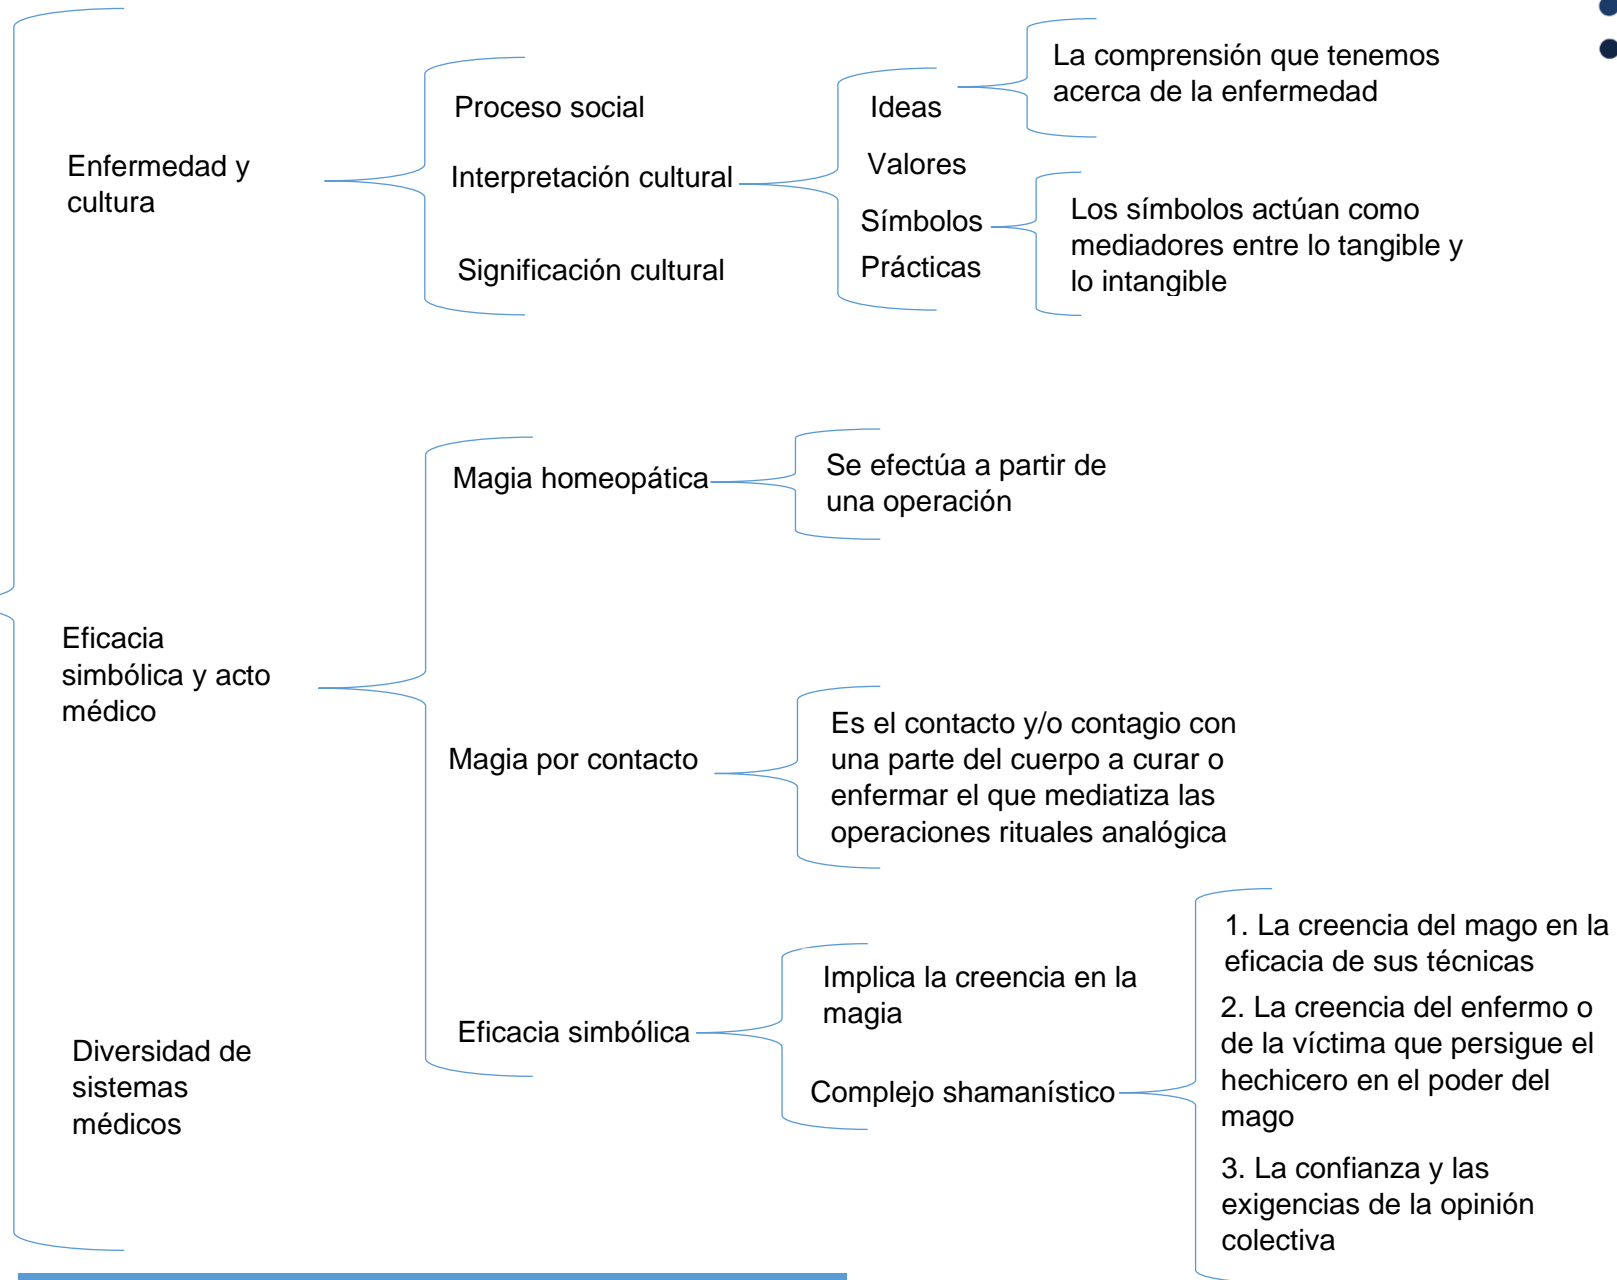 Enfermedad y
cultura
Proceso social
Interpretación cultural
Significación cultural
Ideas
Valores
Símbolos
Prácticas
La comprensión que tenemos
acerca de la enfermedad
Los símbolos actúan como
mediadores entre lo tangible y
lo intangible
Eficacia
simbólica y acto
médico
Magia homeopática
Se efectúa a partir de
una operación
Magia por contacto
Es el contacto y/o contagio con
una parte del cuerpo a curar o
enfermar el que mediatiza las
operaciones rituales analógica
Eficacia simbólica
Implica la creencia en la
magia
Complejo shamanístico
1. La creencia del mago en la
eficacia de sus técnicas
2. La creencia del enfermo o
de la víctima que persigue el
hechicero en el poder del
mago
3. La confianza y las
exigencias de la opinión
colectiva
Diversidad de
sistemas
médicos